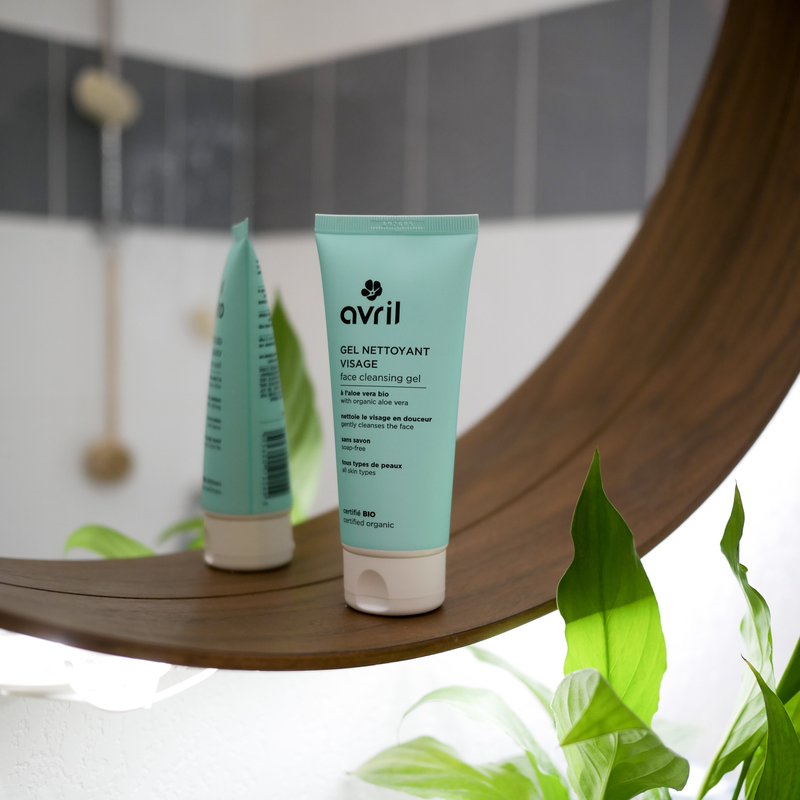 avril
GEL NETTOYANT
VISAGE
face cleansing gel
à l'aloe vera bio
with organic aloe vera
nettoie le visage en douceur
gently cleanses the face
sans savon
soap-free
tous types de peaux
all skin types
certifié BIO
certified organic